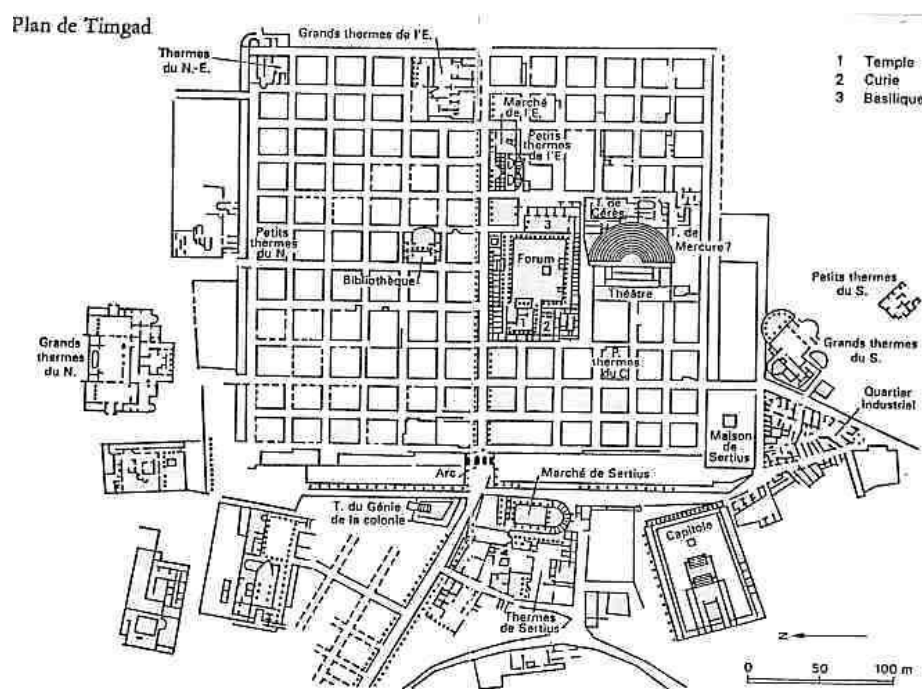 Plan de Timgad
Grands thermes de l'E.
Thermes
du N.-E.
1 Temple
2 Curie
3 Basilique
Marché
de l'E.
Petits
thermes
de l'E.
T. de
Cérès
3
Petits
thermes
du N.
T. de
Mercure?
Forum
Bibliothèque
Théâtre
Petits thermes
du S.
1
2
Grands
thermes
du N.
Grands thermes
du S.
P.
thermes
du C.
Quartier
industriel
Maison
de
Sertius
Arc
Marché de Sertius
T. du Génie
de la colonie
Capitole
Thermes
de Sertius
N
0 50 100 m